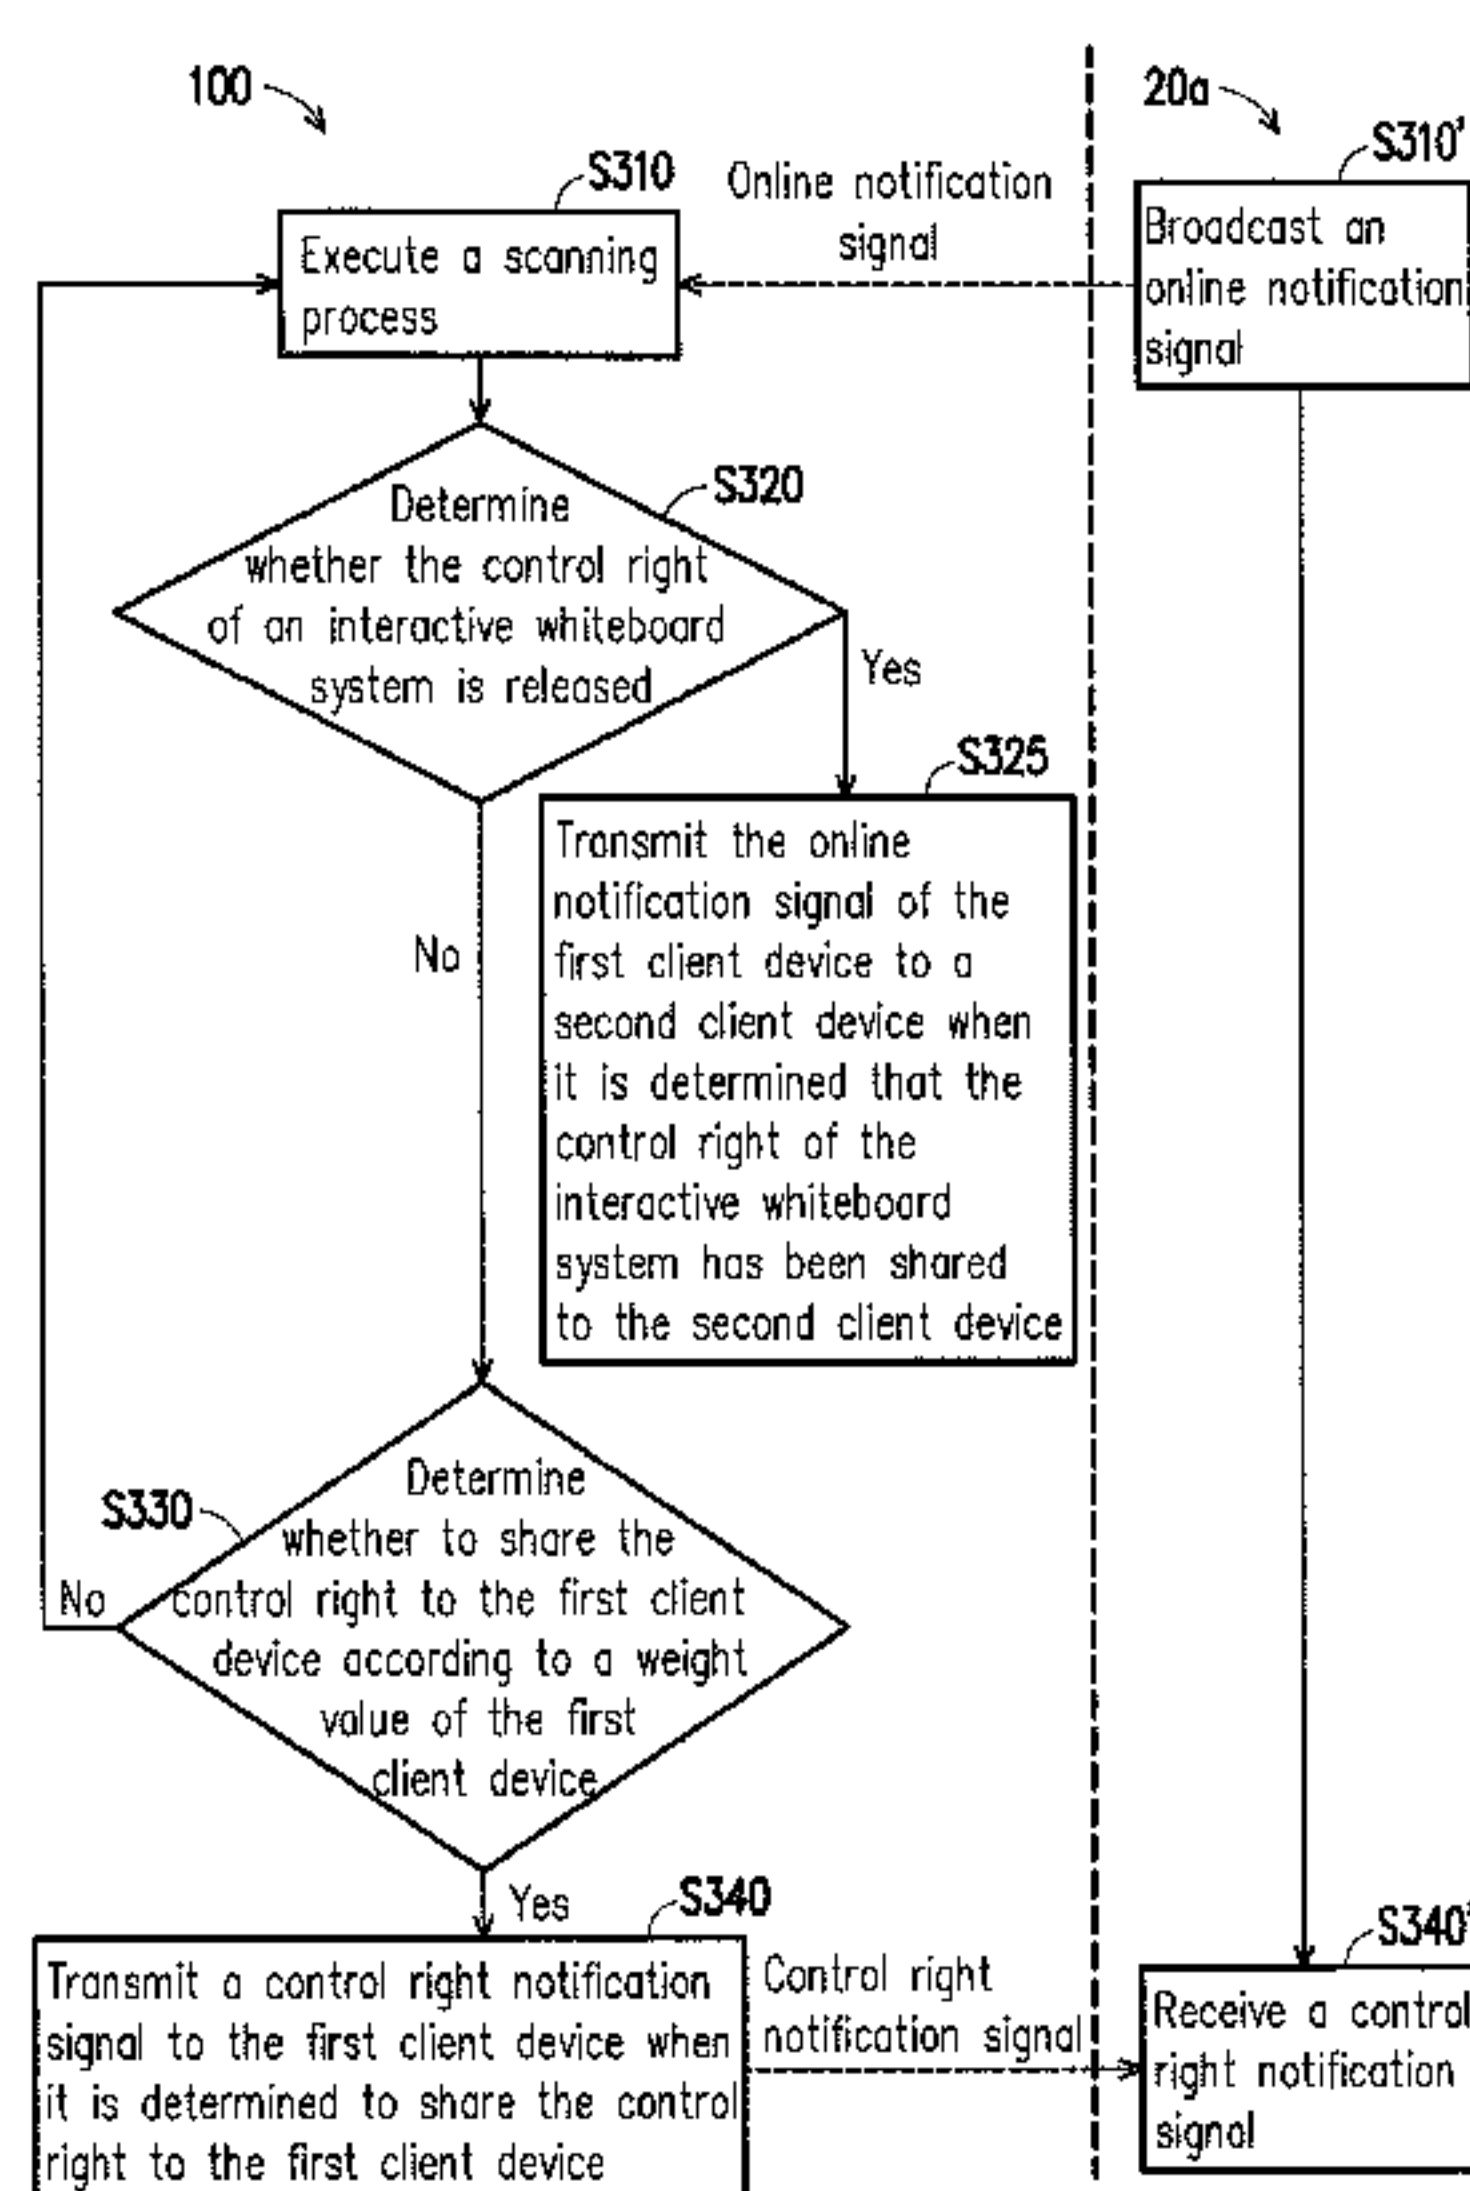 100
20a
S310
S310'
Online notification
signal
Execute a scanning
process
Broadcast an
online notification
signal
S320
Determine
whether the control right
of an interactive whiteboard
system is released
Yes
No
S325
Transmit the online
notification signal of the
first client device to a
second client device when
it is determined that the
control right of the
interactive whiteboard
system has been shared
to the second client device
S330
Determine
whether to share the
control right to the first client
device according to a weight
value of the first
client device
No
Yes
S340
Transmit a control right notification
signal to the first client device when
it is determined to share the control
right to the first client device
Control right
notification signal
S340'
Receive a control
right notification
signal